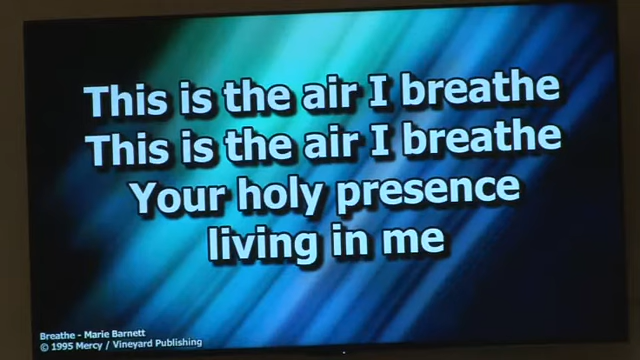 This is the air I breathe
This is the air I breathe
Your holy presence
living in me
Breathe - Marie Barnett
© 1995 Mercy / Vineyard Publishing